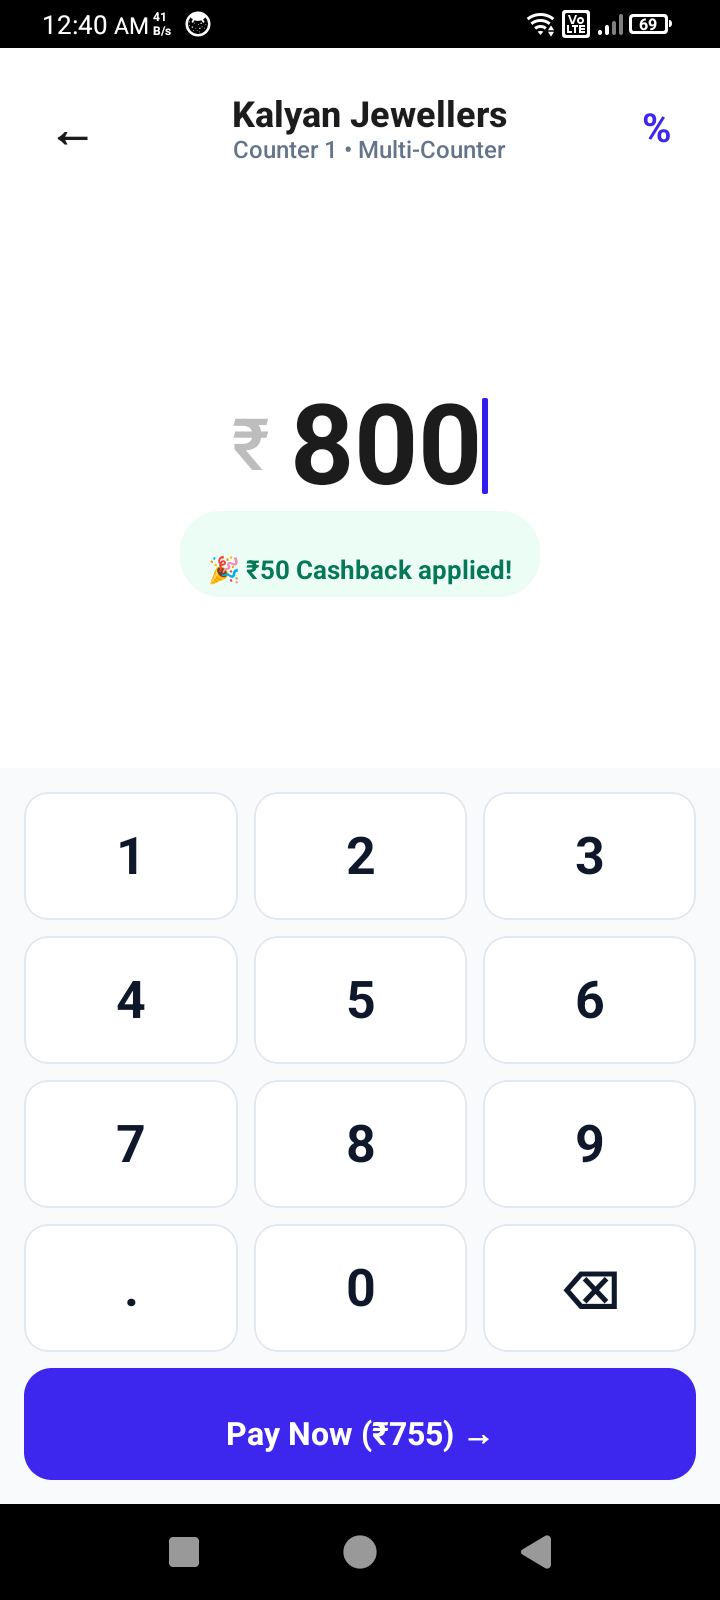 12:40 AM 41 B/s Vo LTE 69
Kalyan Jewellers
Counter 1 • Multi-Counter
%
←
₹ 800
🎉 ₹50 Cashback applied!
1 2 3
4 5 6
7 8 9
. 0
Pay Now (₹755) →